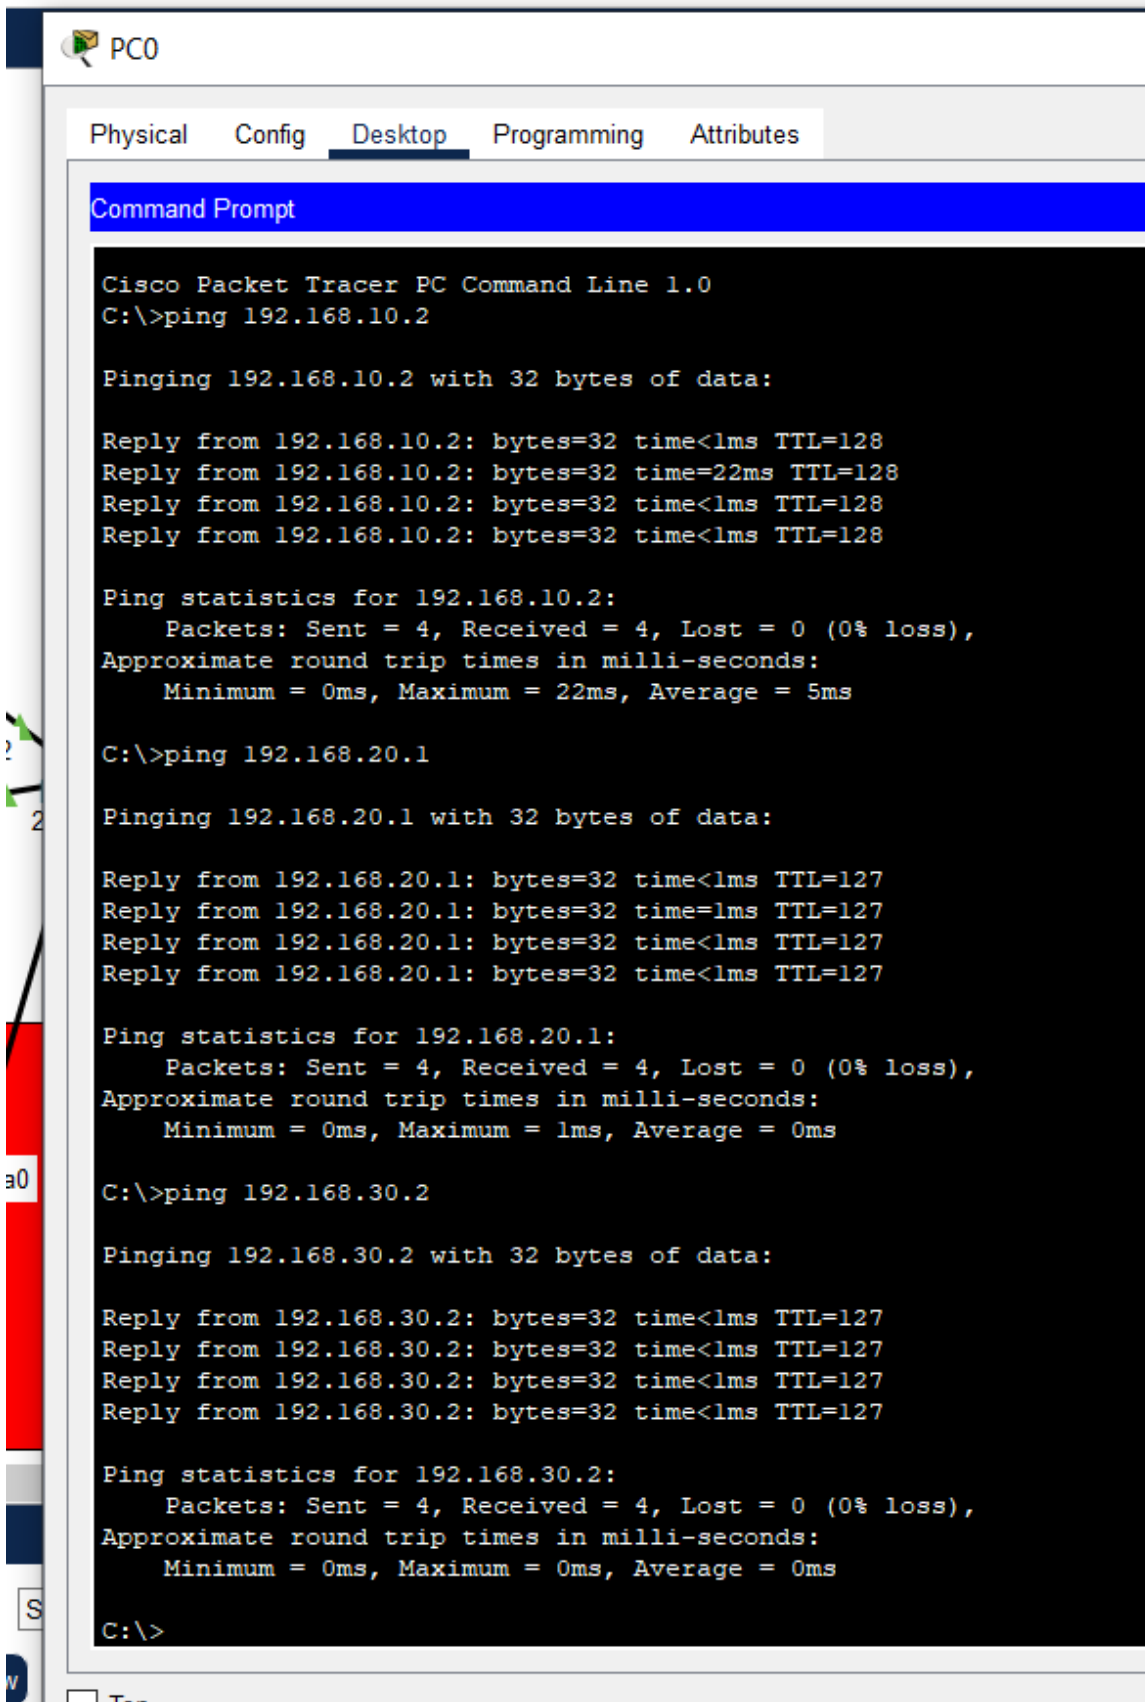 PC0
Physical Config Desktop Programming Attributes
Command Prompt
Cisco Packet Tracer PC Command Line 1.0
C:\>ping 192.168.10.2
Pinging 192.168.10.2 with 32 bytes of data:
Reply from 192.168.10.2: bytes=32 time<1ms TTL=128
Reply from 192.168.10.2: bytes=32 time=22ms TTL=128
Reply from 192.168.10.2: bytes=32 time<1ms TTL=128
Reply from 192.168.10.2: bytes=32 time<1ms TTL=128
Ping statistics for 192.168.10.2:
Packets: Sent = 4, Received = 4, Lost = 0 (0% loss),
Approximate round trip times in milli-seconds:
Minimum = 0ms, Maximum = 22ms, Average = 5ms
2
C:\>ping 192.168.20.1
2
Pinging 192.168.20.1 with 32 bytes of data:
Reply from 192.168.20.1: bytes=32 time<1ms TTL=127
Reply from 192.168.20.1: bytes=32 time=1ms TTL=127
Reply from 192.168.20.1: bytes=32 time<1ms TTL=127
Reply from 192.168.20.1: bytes=32 time<1ms TTL=127
Ping statistics for 192.168.20.1:
Packets: Sent = 4, Received = 4, Lost = 0 (0% loss),
Approximate round trip times in milli-seconds:
Minimum = 0ms, Maximum = 1ms, Average = 0ms
a0
C:\>ping 192.168.30.2
Pinging 192.168.30.2 with 32 bytes of data:
Reply from 192.168.30.2: bytes=32 time<1ms TTL=127
Reply from 192.168.30.2: bytes=32 time<1ms TTL=127
Reply from 192.168.30.2: bytes=32 time<1ms TTL=127
Reply from 192.168.30.2: bytes=32 time<1ms TTL=127
Ping statistics for 192.168.30.2:
Packets: Sent = 4, Received = 4, Lost = 0 (0% loss),
Approximate round trip times in milli-seconds:
Minimum = 0ms, Maximum = 0ms, Average = 0ms
S
C:\>
w
Top